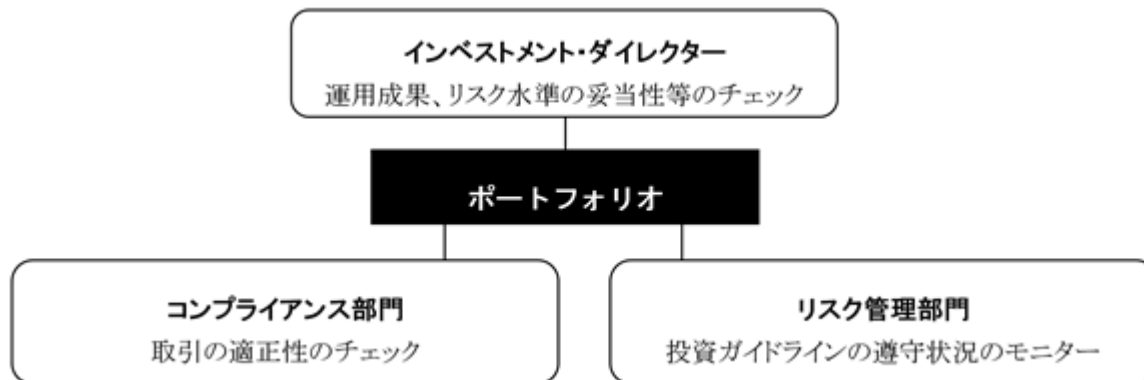 インベストメント・ダイレクター
運用成果、リスク水準の妥当性等のチェック
ポートフォリオ
コンプライアンス部門
取引の適正性のチェック
リスク管理部門
投資ガイドラインの遵守状況のモニター